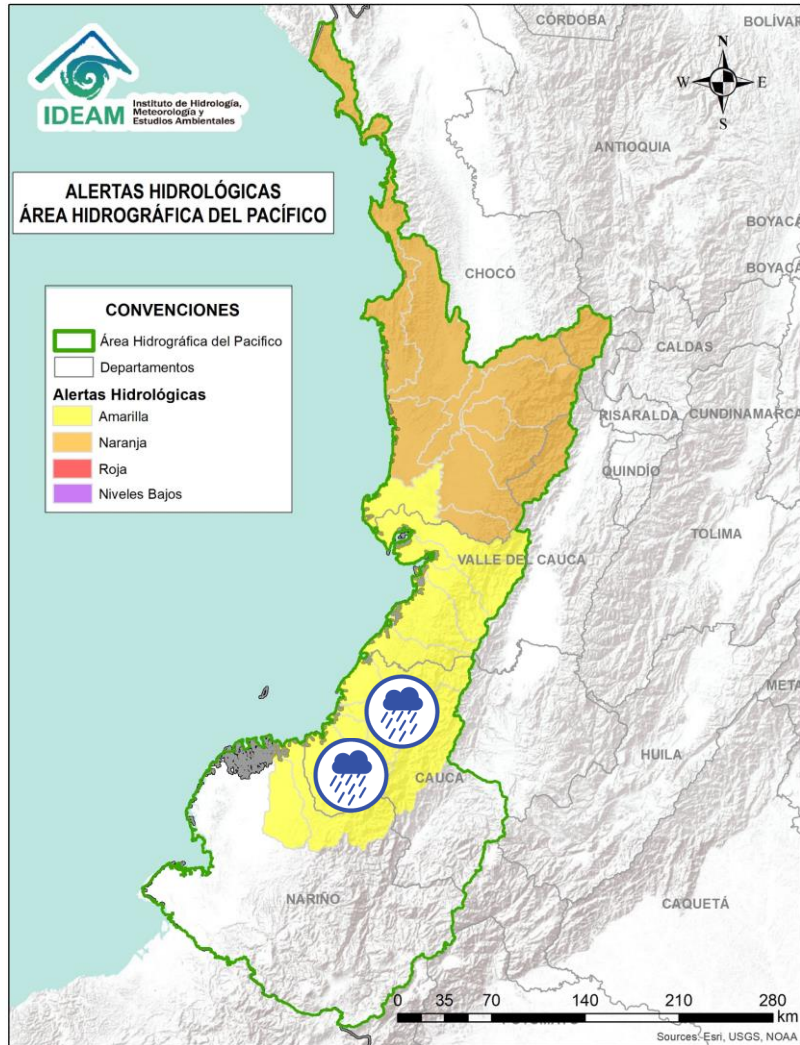 IDEAM
Instituto de Hidrología,
Meteorología y
Estudios Ambientales
CÓRDOBA
BOLÍVAR
N
W
E
S
ANTIOQUIA
ALERTAS HIDROLÓGICAS
ÁREA HIDROGRÁFICA DEL PACÍFICO
BOYACÁ
BOYACÁ
CHOCÓ
CONVENCIONES
Área Hidrográfica del Pacifico
Departamentos
Alertas Hidrológicas
Amarilla
Naranja
Roja
Niveles Bajos
CALDAS
RISARALDA
CUNDINAMARCA
QUINDÍO
TOLIMA
VALLE DEL CAUCA
META
HUILA
CAUCA
NARIÑO
CAQUETÁ
0 35 70 140 210 280
km
Sources: Esri, USGS, NOAA